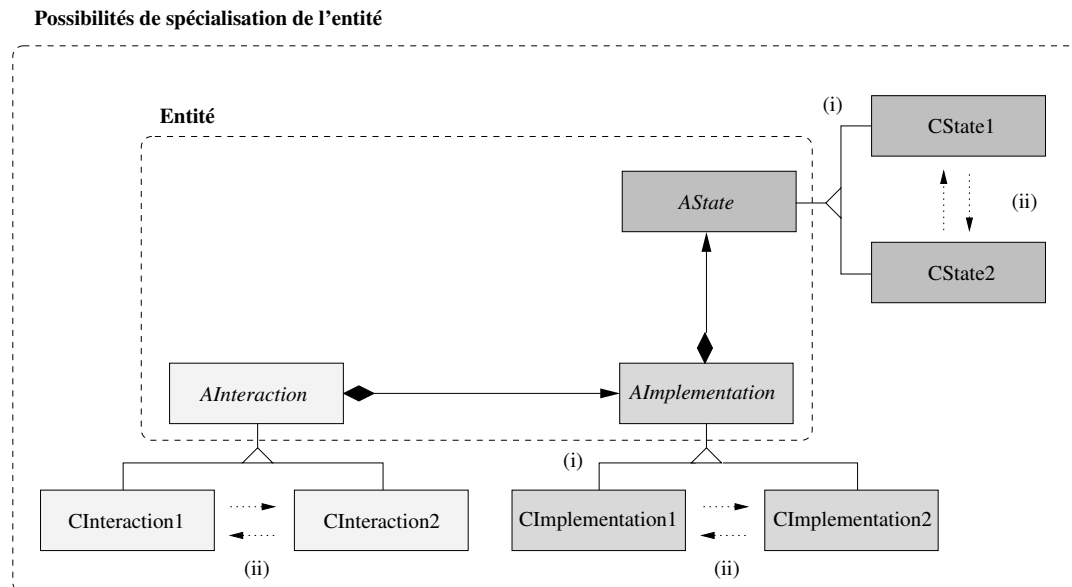 Possibilités de spécialisation de l'entité
Entité
(i)
CState1
AState
(ii)
CState2
AInteraction
AImplementation
(i)
CInteraction1
CInteraction2
CImplementation1
CImplementation2
(ii)
(ii)